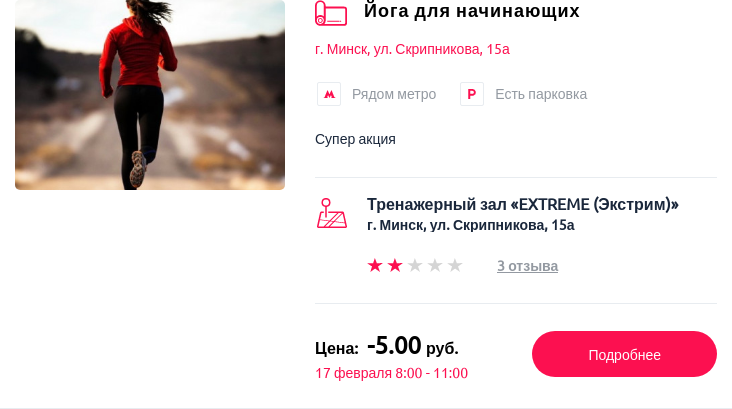 Йога для начинающих
г. Минск, ул. Скрипникова, 15а
Рядом метро
P Есть парковка
Супер акция
Тренажерный зал «EXTREME (Экстрим)»
г. Минск, ул. Скрипникова, 15а
3 отзыва
Цена: -5.00 руб.
17 февраля 8:00 - 11:00
Подробнее